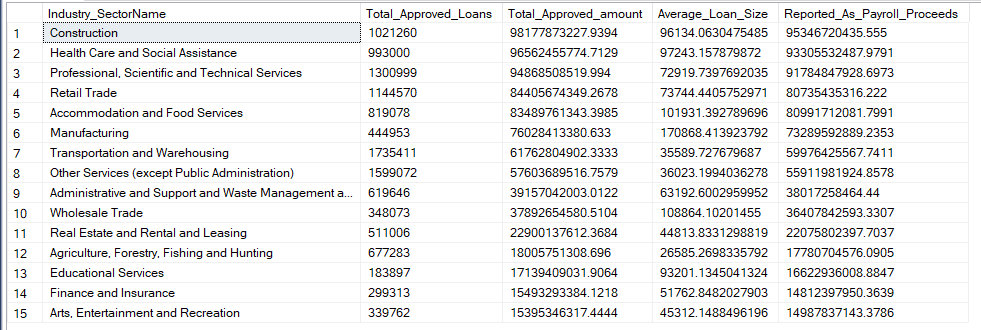 Industry_SectorName Total_Approved_Loans Total_Approved_amount Average_Loan_Size Reported_As_Payroll_Proceeds
1 Construction 1021260 98177873227.9394 96134.0630475485 95346720435.555
2 Health Care and Social Assistance 993000 96562455774.7129 97243.157879872 93305532487.9791
3 Professional, Scientific and Technical Services 1300999 94868508519.994 72919.7397692035 91784847928.6973
4 Retail Trade 1144570 84405674349.2678 73744.4405752971 80735435316.222
5 Accommodation and Food Services 819078 83489761343.3985 101931.392789696 80991712081.7991
6 Manufacturing 444953 76028413380.633 170868.413923792 73289592889.2353
7 Transportation and Warehousing 1735411 61762804902.3333 35589.727679687 59976425567.7411
8 Other Services (except Public Administration) 1599072 57603689516.7579 36023.1994036278 55911981924.8578
9 Administrative and Support and Waste Management a... 619646 39157042003.0122 63192.6002959952 38017258464.44
10 Wholesale Trade 348073 37892654580.5104 108864.10201455 36407842593.3307
11 Real Estate and Rental and Leasing 511006 22900137612.3684 44813.8331298819 22075802397.7037
12 Agriculture, Forestry, Fishing and Hunting 677283 18005751308.696 26585.2698335792 17780704576.0905
13 Educational Services 183897 17139409031.9064 93201.1345041324 16622936008.8847
14 Finance and Insurance 299313 15493293384.1218 51762.8482027903 14812397950.3639
15 Arts, Entertainment and Recreation 339762 15395346317.4444 45312.1488496196 14987837143.3786